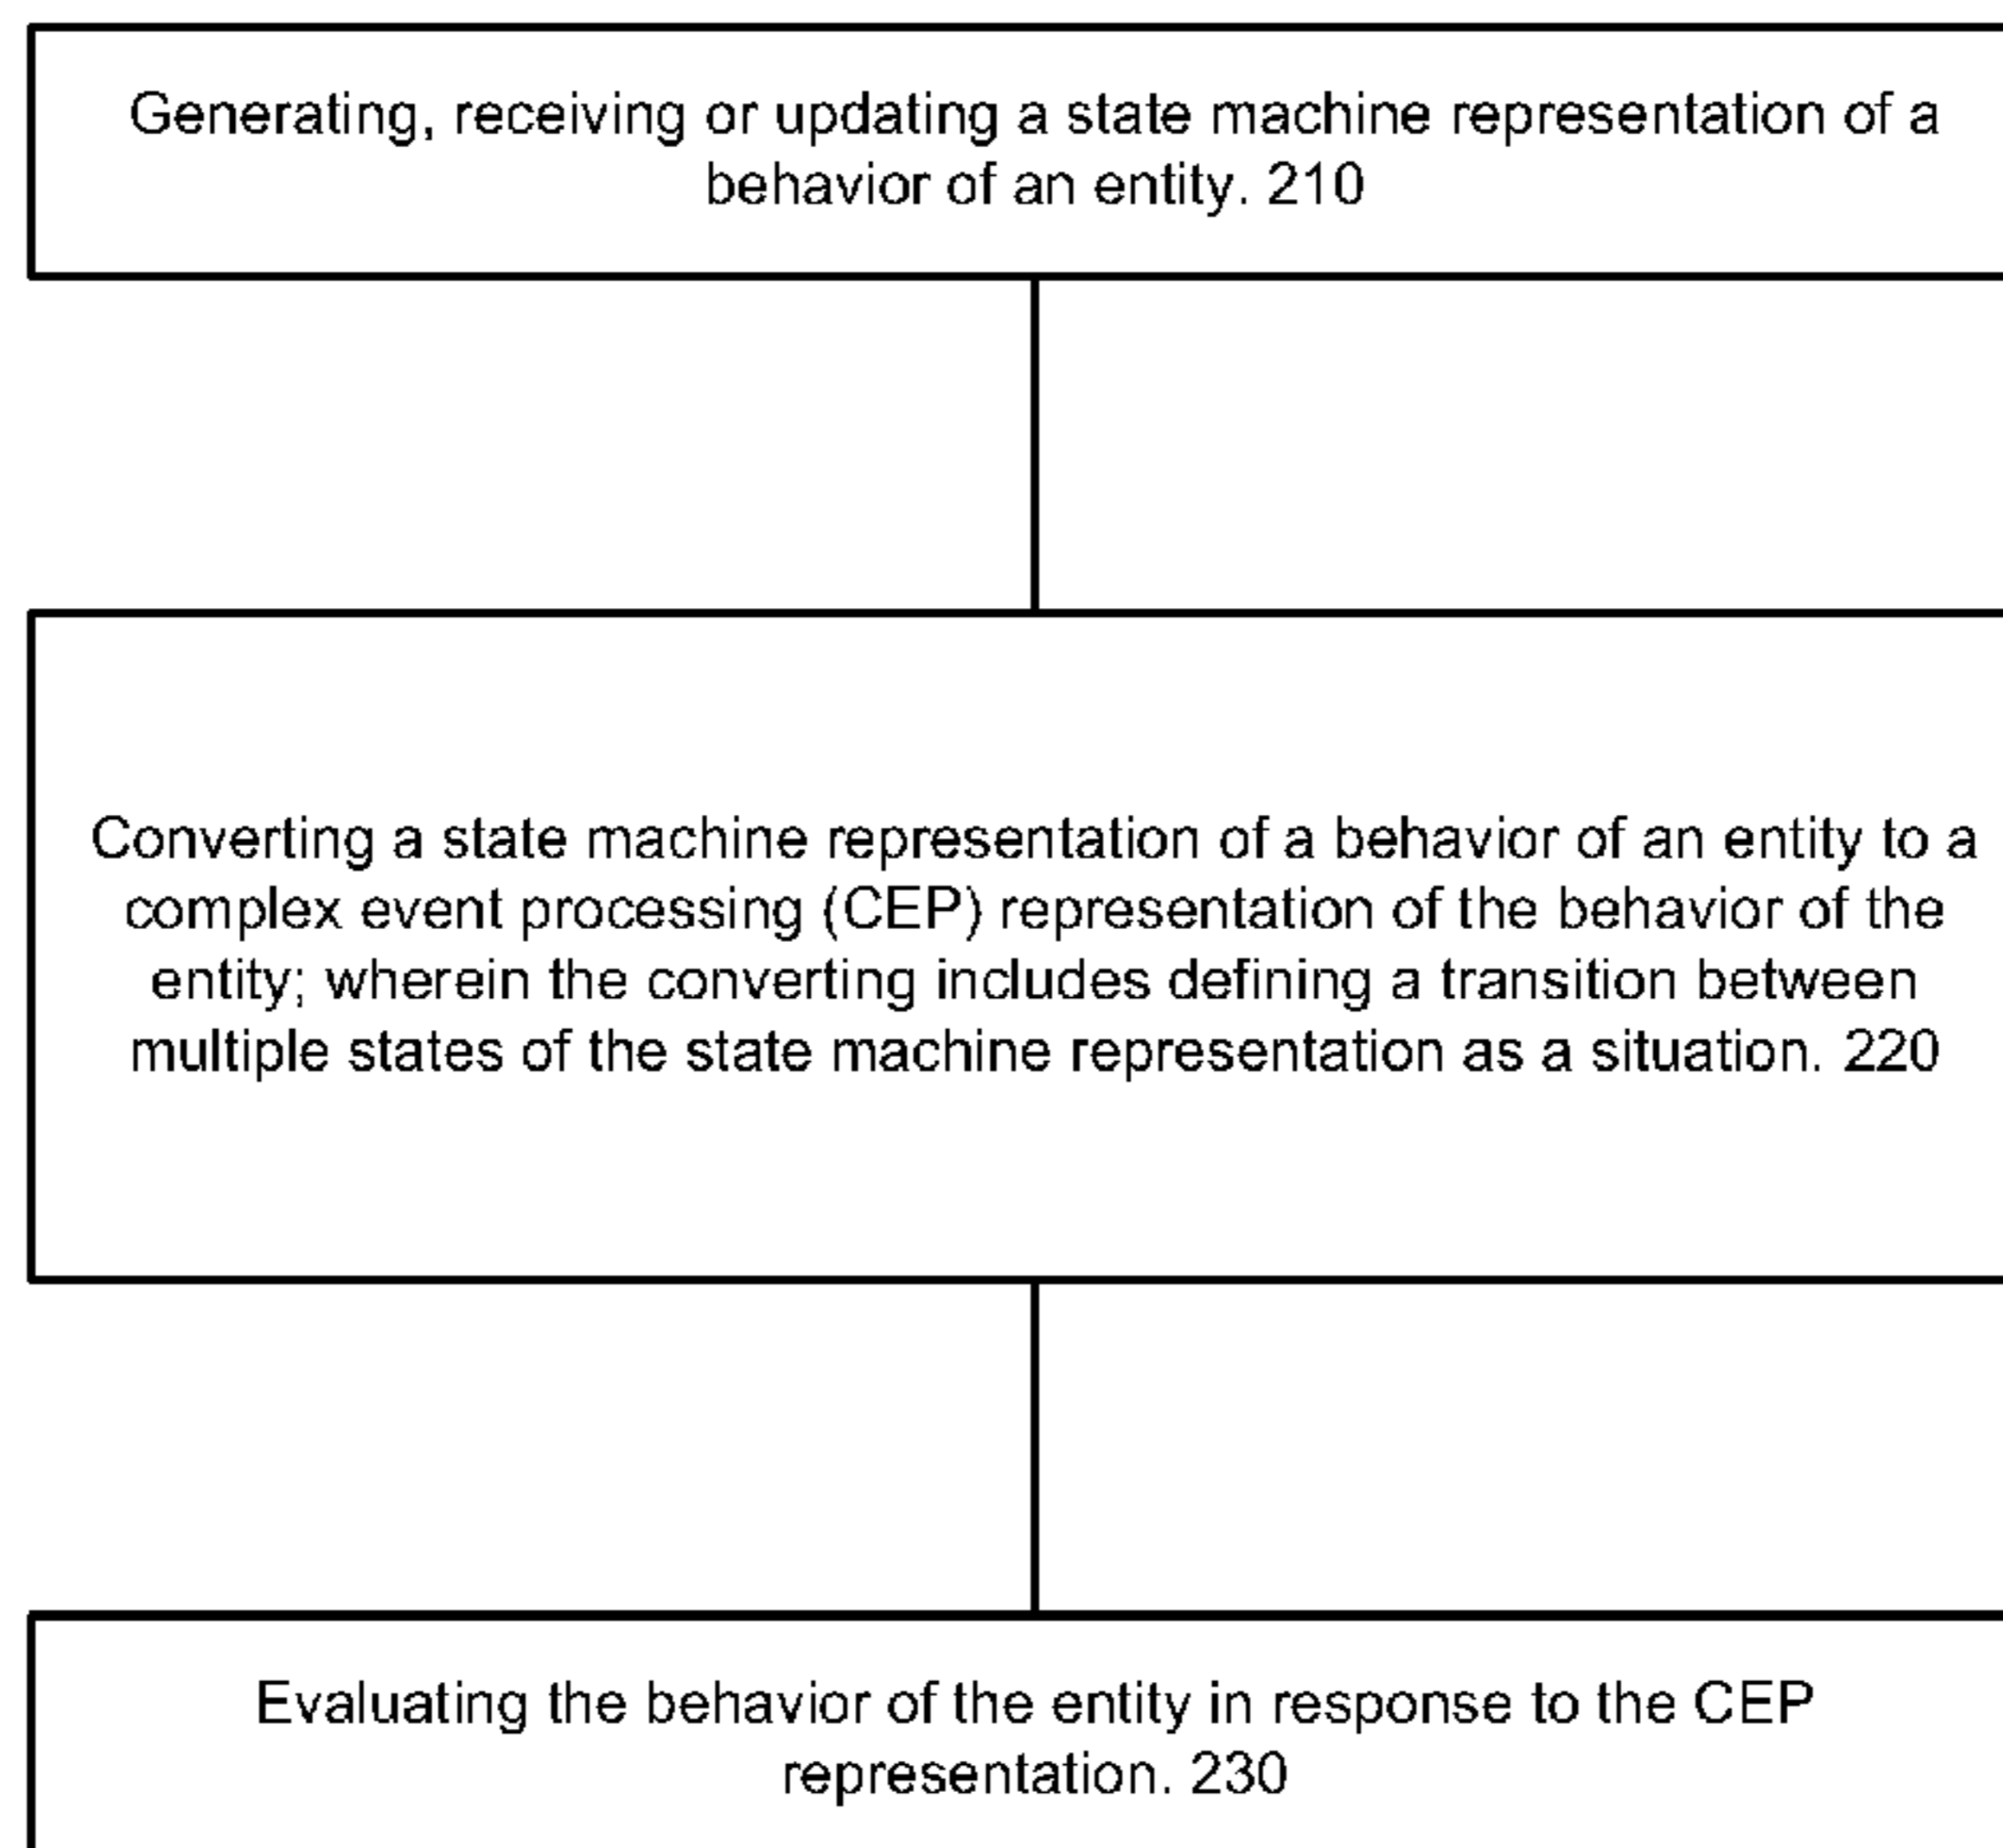 Generating, receiving or updating a state machine representation of a
behavior of an entity. 210
Converting a state machine representation of a behavior of an entity to a
complex event processing (CEP) representation of the behavior of the
entity; wherein the converting includes defining a transition between
multiple states of the state machine representation as a situation. 220
Evaluating the behavior of the entity in response to the CEP
representation. 230